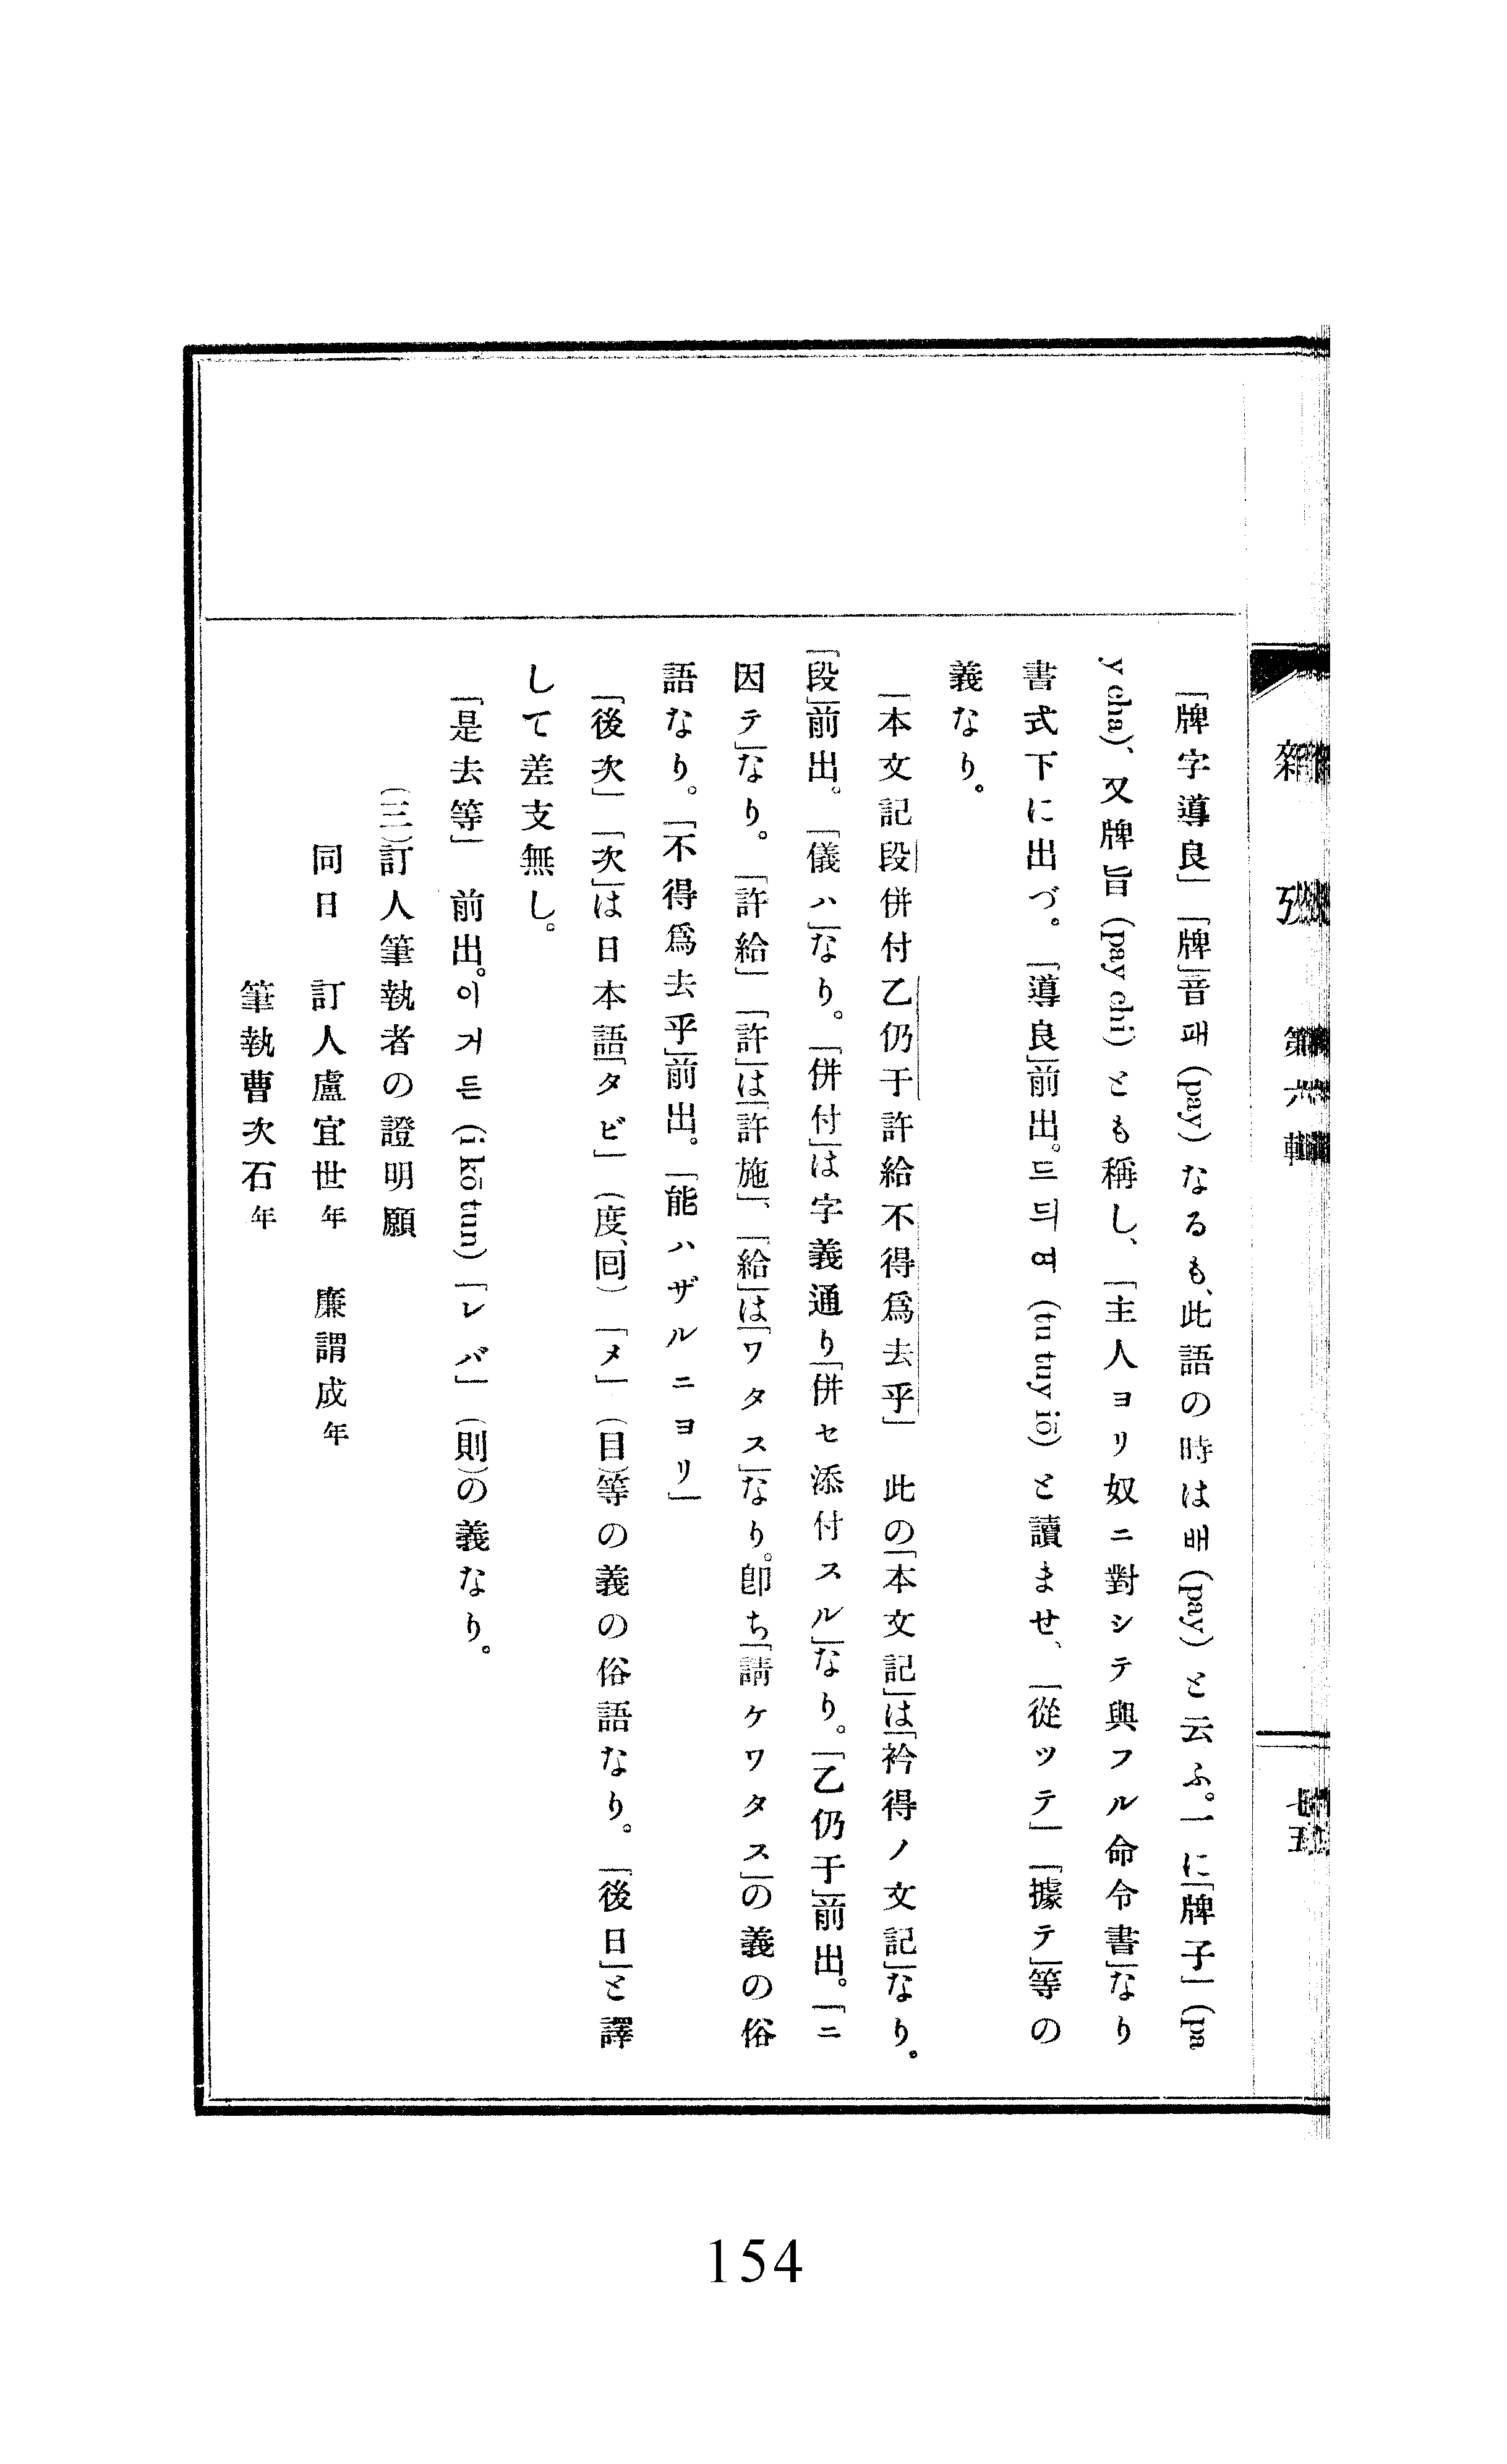 雜 攷 第六輯 七五
「牌字導良」「牌」音패(pay)なるも、此語の時は배(pay)と云ふ。一に「牌子」(pa
y cha)、又牌旨(pay chi)とも稱し、「主人ヨリ奴ニ對シテ與フル命令書」なり
書式下に出づ。「導良」前出。드듸여(tu tuy iŏ)と讀ませ、「從ツテ」「據テ」等の
義なり。
「本文記段併付乙仍于許給不得爲去乎」 此の「本文記」は「衿得ノ文記」なり。
「段」前出。「儀ハ」なり。「併付」は字義通り「併セ添付スル」なり。「乙仍于」前出。「ニ
因テ」なり。「許給」「許」は「許施」、「給」は「ワタス」なり。卽ち「請ケワタス」の義の俗
語なり。「不得爲去乎」前出。「能ハザルニヨリ」
「後次」「次」は日本語「タビ」(度、回)「メ」(目)等の義の俗語なり。「後日」と譯
して差支無し。
「是去等」 前出。이거든(i kŏ tun)「レバ」(則)の義なり。
(三)訂人筆執者の證明願
同日 訂人盧宜世年 廉謂成年
筆執曹次石年
154